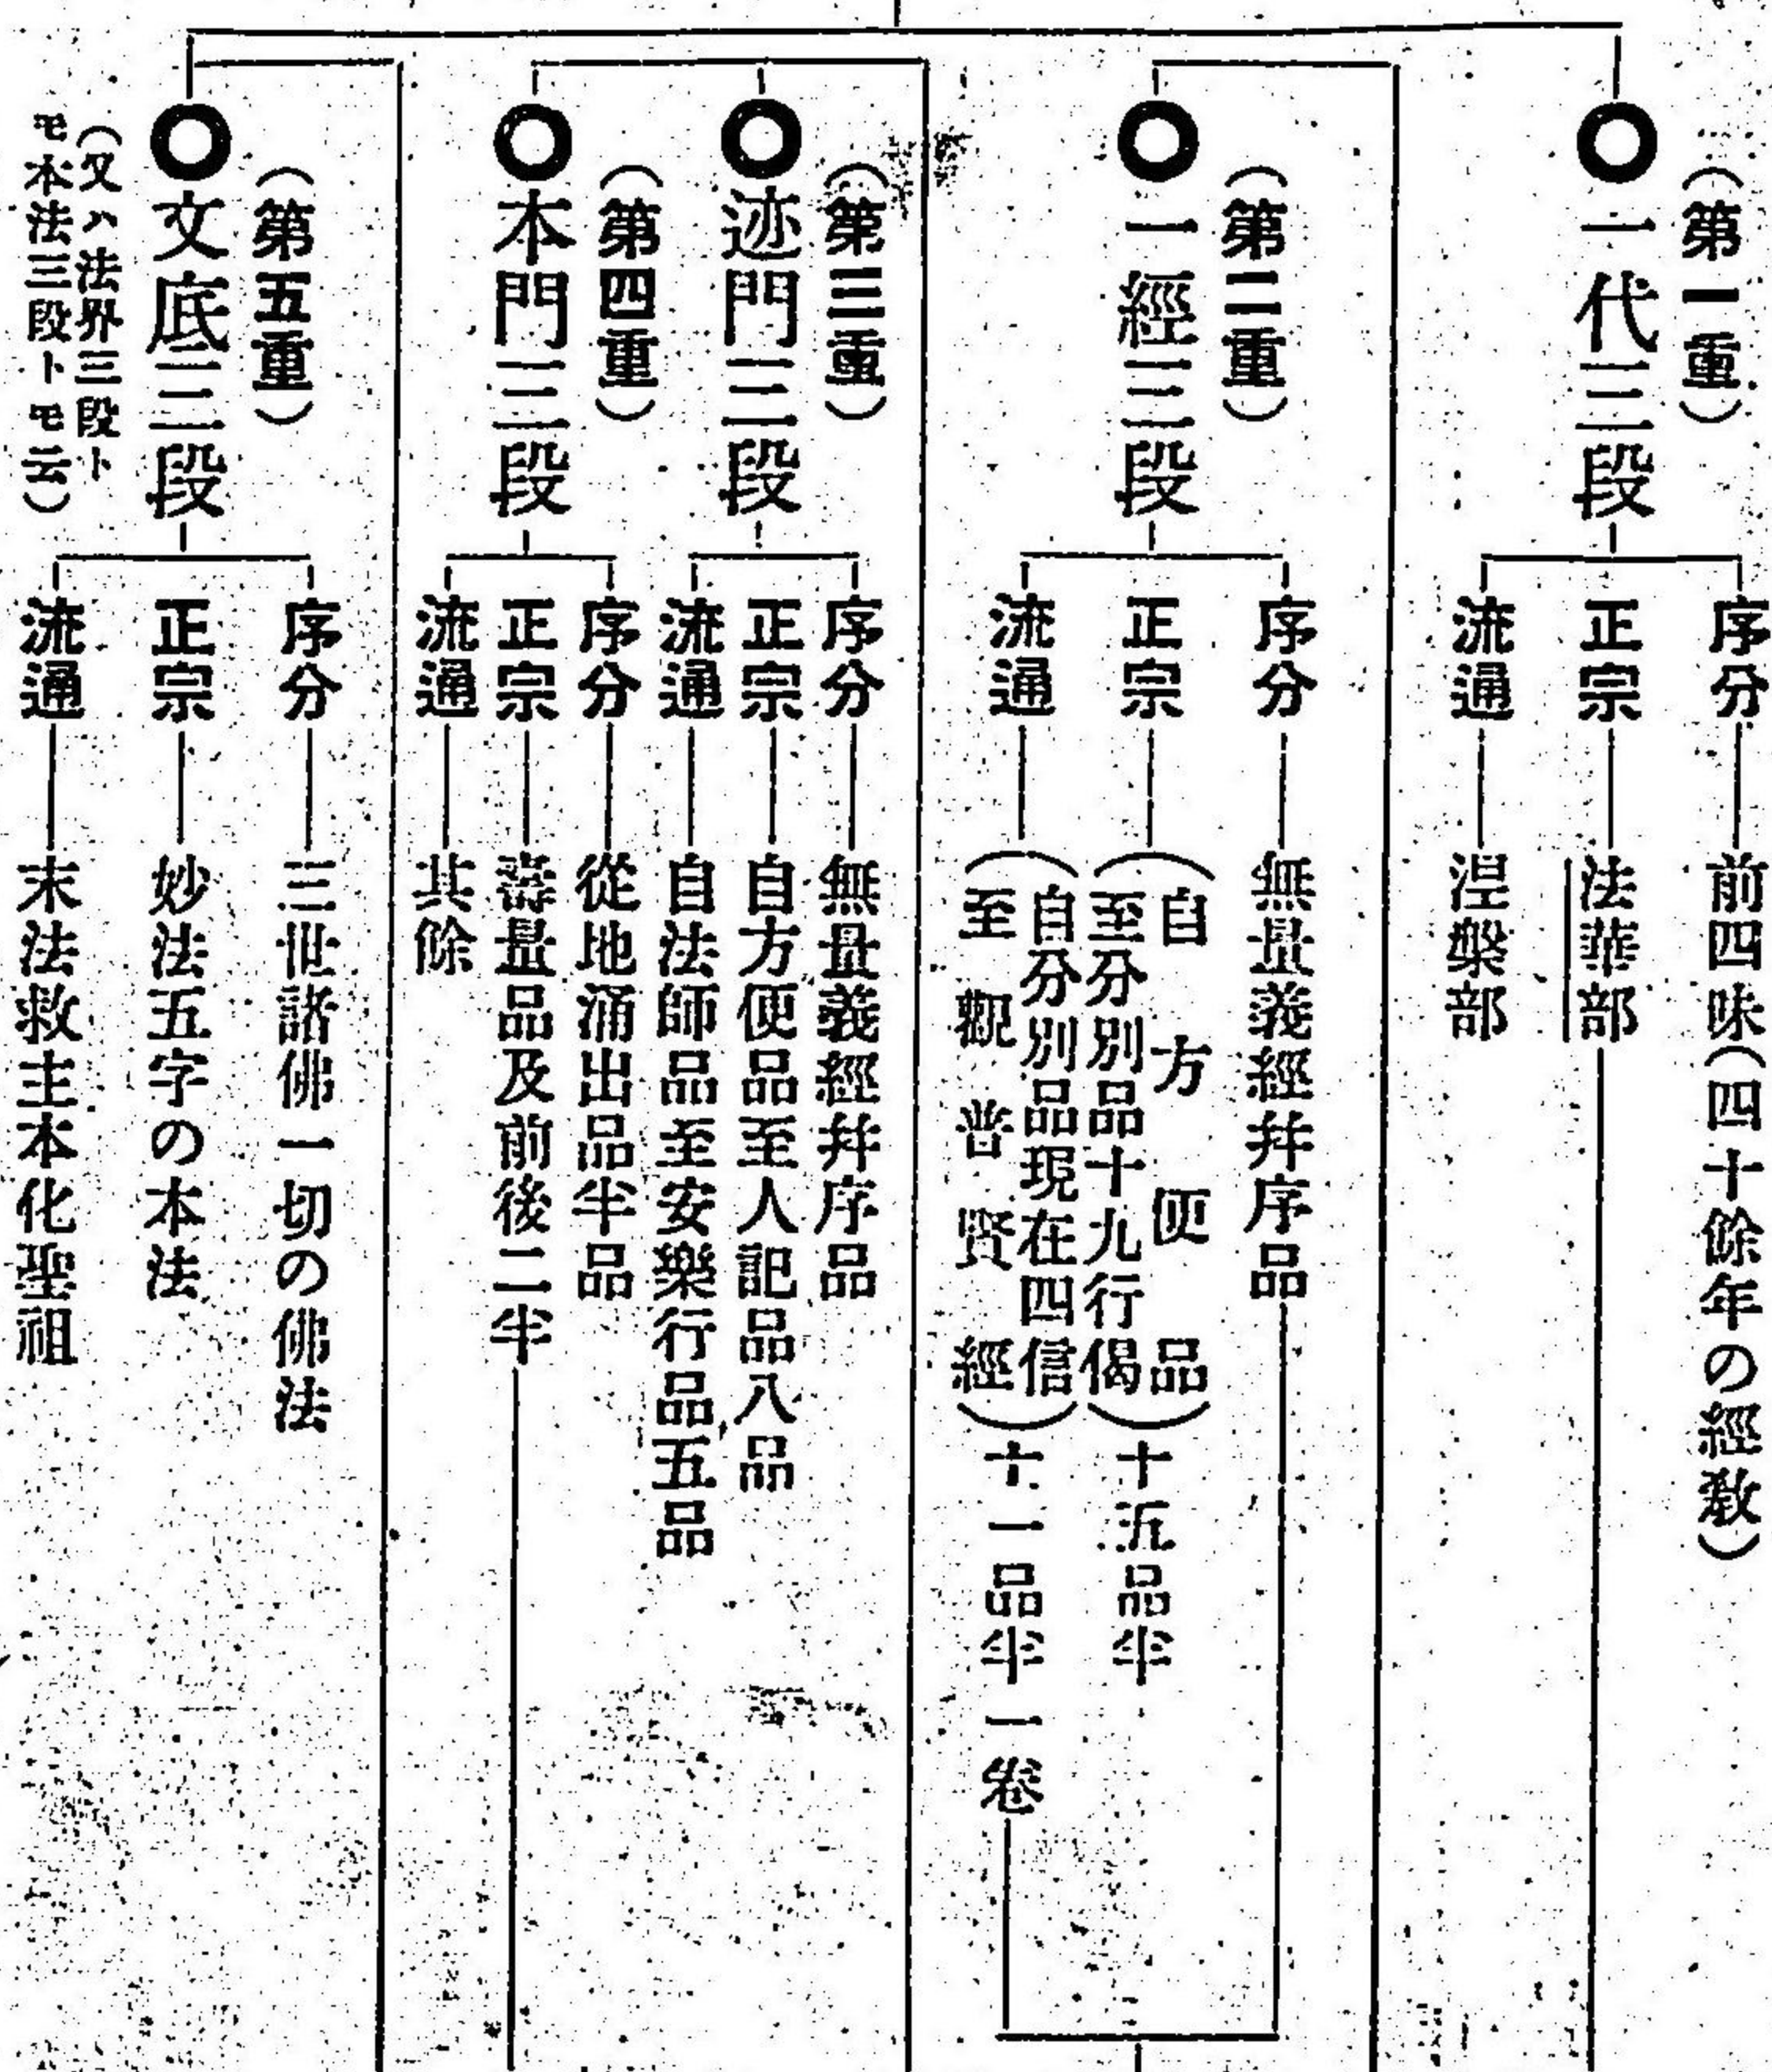 (第一重)
一代三段
序分
前四味(四十餘年の經教)
正宗
法華部
流通
涅槃部
(第二重)
一經三段
序分
無量義經幷序品
正宗
(自方便品
至分別品十九行偈)十五品半
流通
(自分別品現在四信
至觀普賢經)十一品半一卷
(第三重)
迹門三段
序分
無量義經幷序品
正宗
自方便品至人記品八品
流通
自法師品至安樂行品五品
(第四重)
本門三段
序分
從地涌出品半品
正宗
壽量品及前後二半
流通
其餘
(第五重)
文底三段
(又ハ法界三段ト
モ本法三段トモ云)
序分
三世諸佛一切の佛法
正宗
妙法五字の本法
流通
末法救主本化聖祖